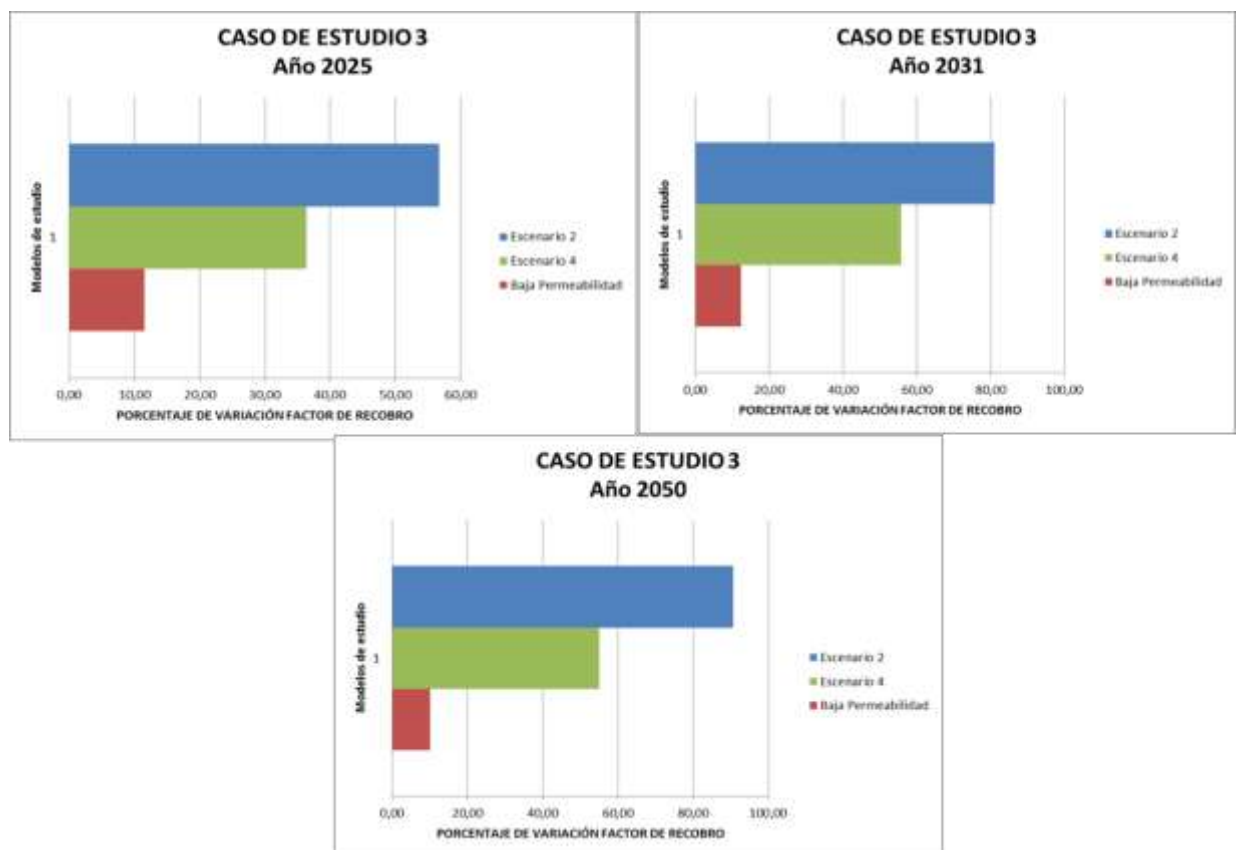 CASO DE ESTUDIO 3
Año 2025
Modelos de estudio
1
Escenario 2
Escenario 4
Baja Permeabilidad
0,00 10,00 20,00 30,00 40,00 50,00 60,00
PORCENTAJE DE VARIACIÓN FACTOR DE RECOBRO
CASO DE ESTUDIO 3
Año 2031
Modelos de estudio
1
Escenario 2
Escenario 4
Baja Permeabilidad
0,00 20,00 40,00 60,00 80,00 100,00
PORCENTAJE DE VARIACIÓN FACTOR DE RECOBRO
CASO DE ESTUDIO 3
Año 2050
Modelos de estudio
1
Escenario 2
Escenario 4
Baja Permeabilidad
0,00 20,00 40,00 60,00 80,00 100,00
PORCENTAJE DE VARIACIÓN FACTOR DE RECOBRO